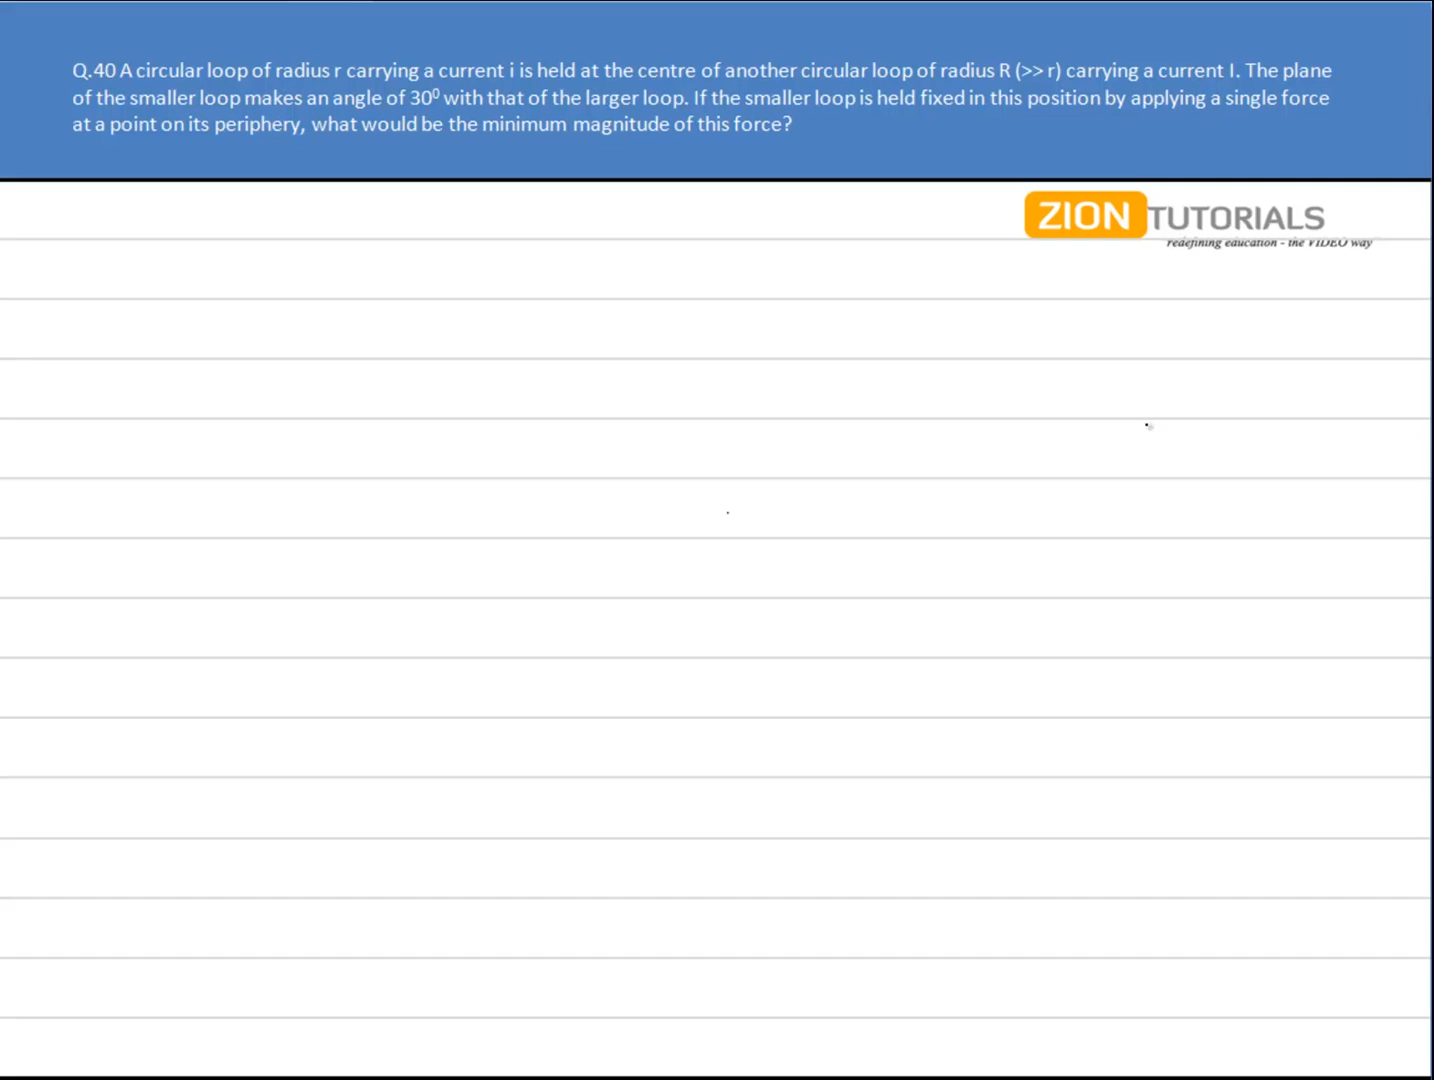 Q.40 A circular loop of radius r carrying a current i is held at the centre of another circular loop of radius R (>> r) carrying a current I. The plane
of the smaller loop makes an angle of 30⁰ with that of the larger loop. If the smaller loop is held fixed in this position by applying a single force
at a point on its periphery, what would be the minimum magnitude of this force?
ZION TUTORIALS
redefining education - the VIDEO way